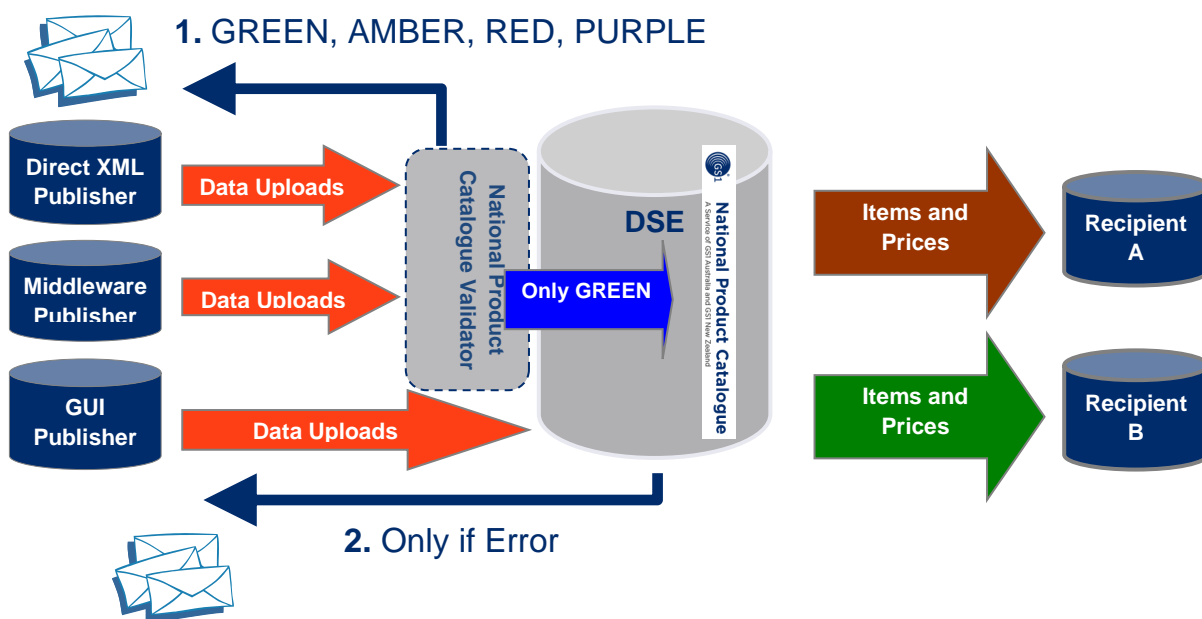 1. GREEN, AMBER, RED, PURPLE
Direct XML
Publisher
Data Uploads
Middleware
Publisher
Data Uploads
GUI
Publisher
Data Uploads
National Product
Catalogue Validator
Only GREEN
DSE
GS1
National Product Catalogue
A Service of GS1 Australia and GS1 New Zealand
Items and
Prices
Recipient
A
Items and
Prices
Recipient
B
2. Only if Error